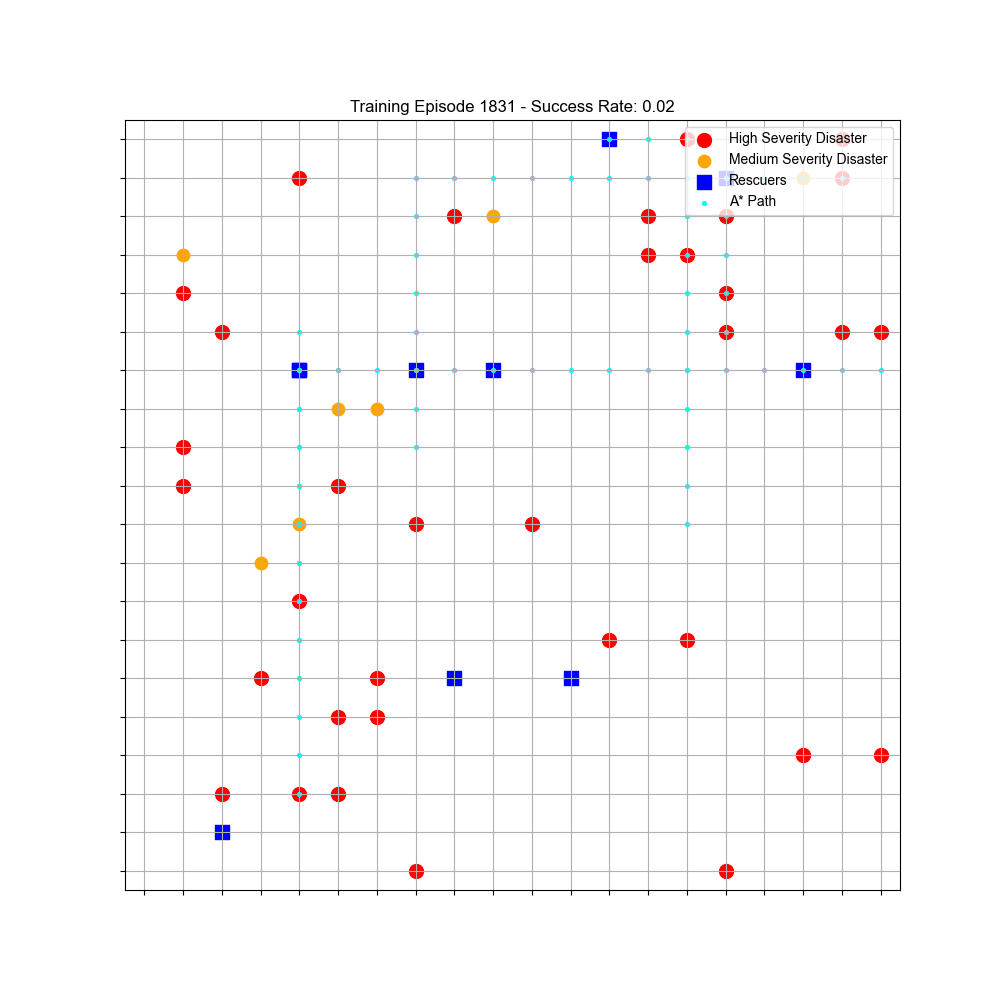 Training Episode 1831 - Success Rate: 0.02
High Severity Disaster
Medium Severity Disaster
Rescuers
A* Path